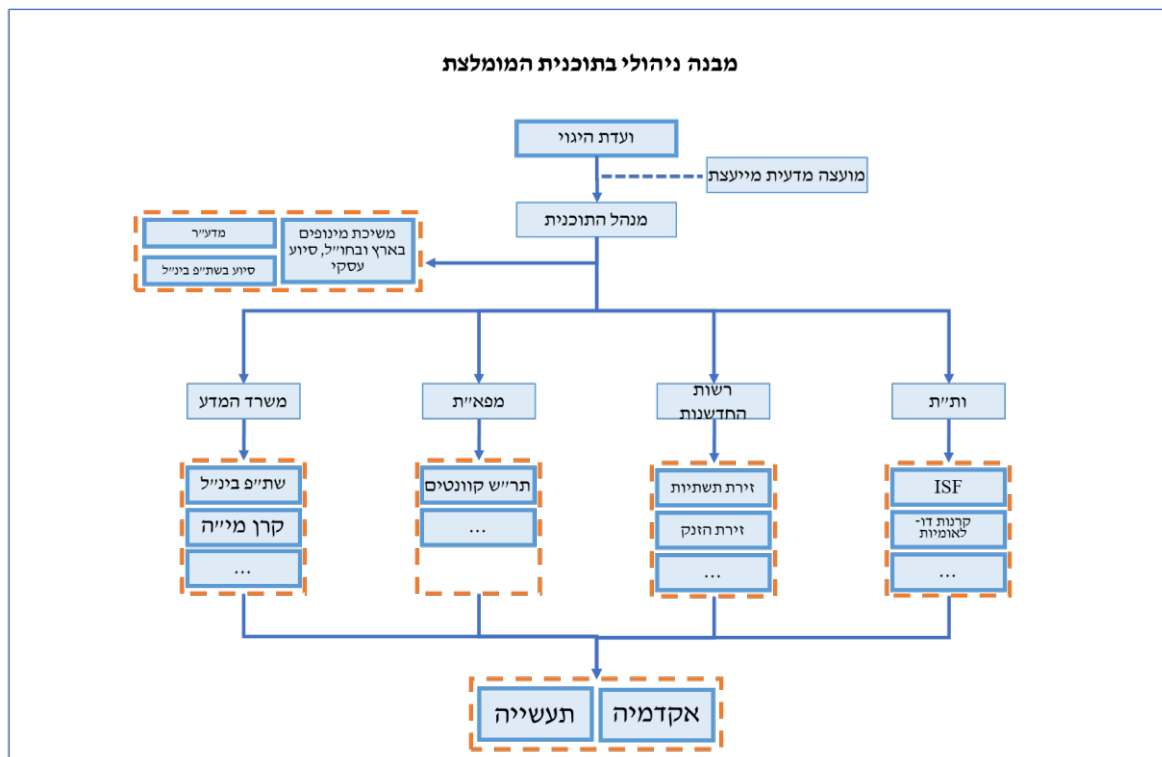 מבנה ניהולי בתוכנית המומלצת
ועדת היגוי
מועצה מדעית מייעצת
מנהל התוכנית
משיכת מינופים
בארץ ובחו״ל, סיוע
עסקי
מדע״ר
סיוע בשת״פ בינ״ל
ות״ת
רשות
החדשנות
מפא״ת
משרד המדע
ISF
קרנות דו-
לאומיות
...
זירת תשתיות
זירת הזנק
...
תר״ש קוונטים
...
שת״פ בינ״ל
קרן מי״ה
...
אקדמיה
תעשייה